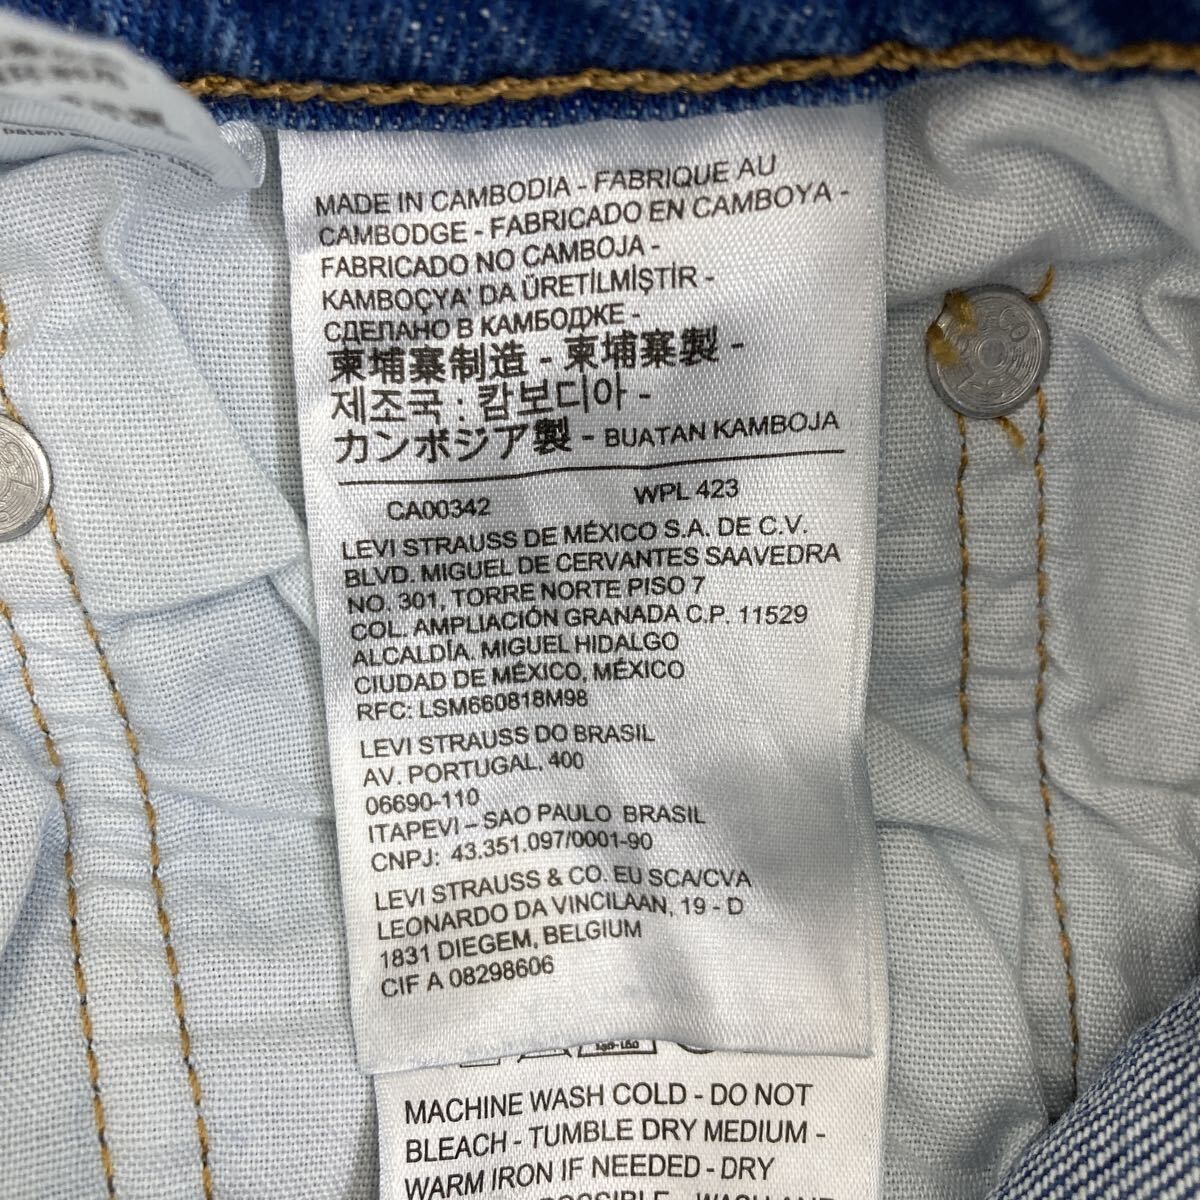 MADE IN CAMBODIA - FABRIQUE AU
CAMBODGE - FABRICADO EN CAMBOYA -
FABRICADO NO CAMBOJA -
KAMBOÇYA' DA ÜRETİLMİŞTİR -
СДЕЛАНО В КАМБОДЖЕ -
柬埔寨制造 - 柬埔寨製 -
제조국 : 캄보디아 -
カンボジア製 - BUATAN KAMBOJA
CA00342 WPL 423
LEVI STRAUSS DE MÉXICO S.A. DE C.V.
BLVD. MIGUEL DE CERVANTES SAAVEDRA
NO. 301, TORRE NORTE PISO 7
COL. AMPLIACIÓN GRANADA C.P. 11529
ALCALDÍA. MIGUEL HIDALGO
CIUDAD DE MÉXICO, MÉXICO
RFC: LSM660818M98
LEVI STRAUSS DO BRASIL
AV. PORTUGAL, 400
06690-110
ITAPEVI – SAO PAULO BRASIL
CNPJ: 43.351.097/0001-90
LEVI STRAUSS & CO. EU SCA/CVA
LEONARDO DA VINCILAAN, 19 - D
1831 DIEGEM, BELGIUM
CIF A 08298606
MACHINE WASH COLD - DO NOT
BLEACH - TUMBLE DRY MEDIUM -
WARM IRON IF NEEDED - DRY